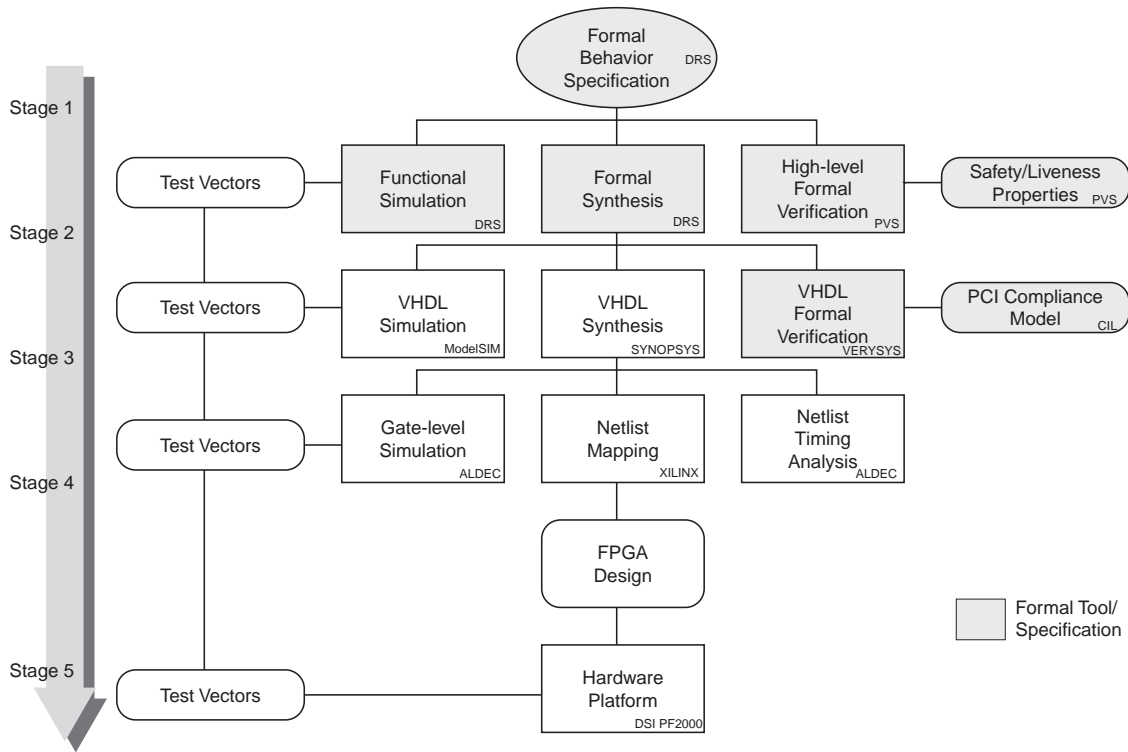 Formal
Behavior
Specification
DRS
Stage 1
Test Vectors
Functional
Simulation
DRS
Formal
Synthesis
DRS
High-level
Formal
Verification
PVS
Safety/Liveness
Properties
PVS
Stage 2
Test Vectors
VHDL
Simulation
ModelSIM
VHDL
Synthesis
SYNOPSYS
VHDL
Formal
Verification
VERYSYS
PCI Compliance
Model
CIL
Stage 3
Test Vectors
Gate-level
Simulation
ALDEC
Netlist
Mapping
XILINX
Netlist
Timing
Analysis
ALDEC
Stage 4
FPGA
Design
Formal Tool/
Specification
Stage 5
Test Vectors
Hardware
Platform
DSI PF2000